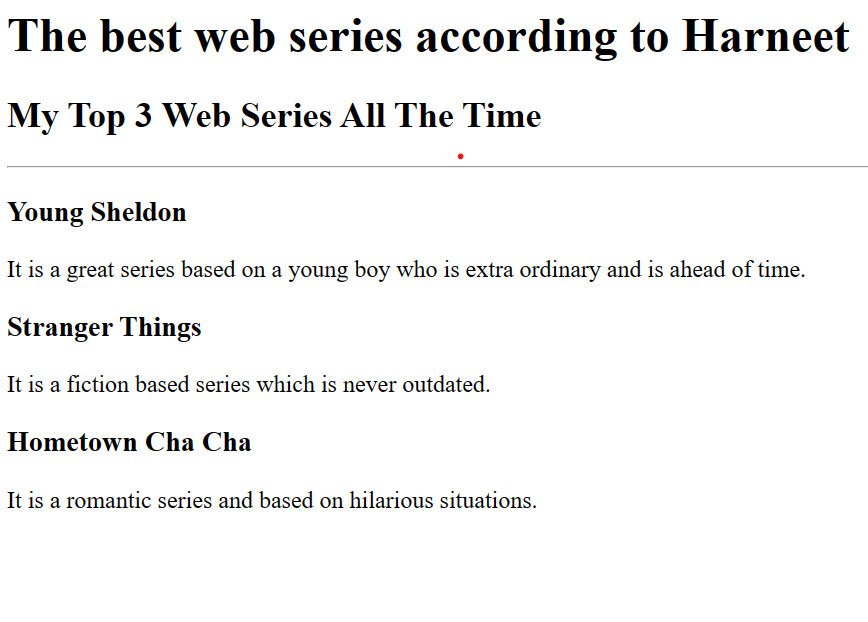 The best web series according to Harneet
My Top 3 Web Series All The Time
Young Sheldon
It is a great series based on a young boy who is extra ordinary and is ahead of time.
Stranger Things
It is a fiction based series which is never outdated.
Hometown Cha Cha
It is a romantic series and based on hilarious situations.